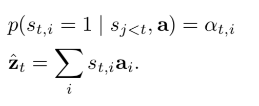 p(s_{t,i} = 1 | s_{j<t}, a) = α_{t,i}
ẑ_t = ∑_i s_{t,i} a_i.